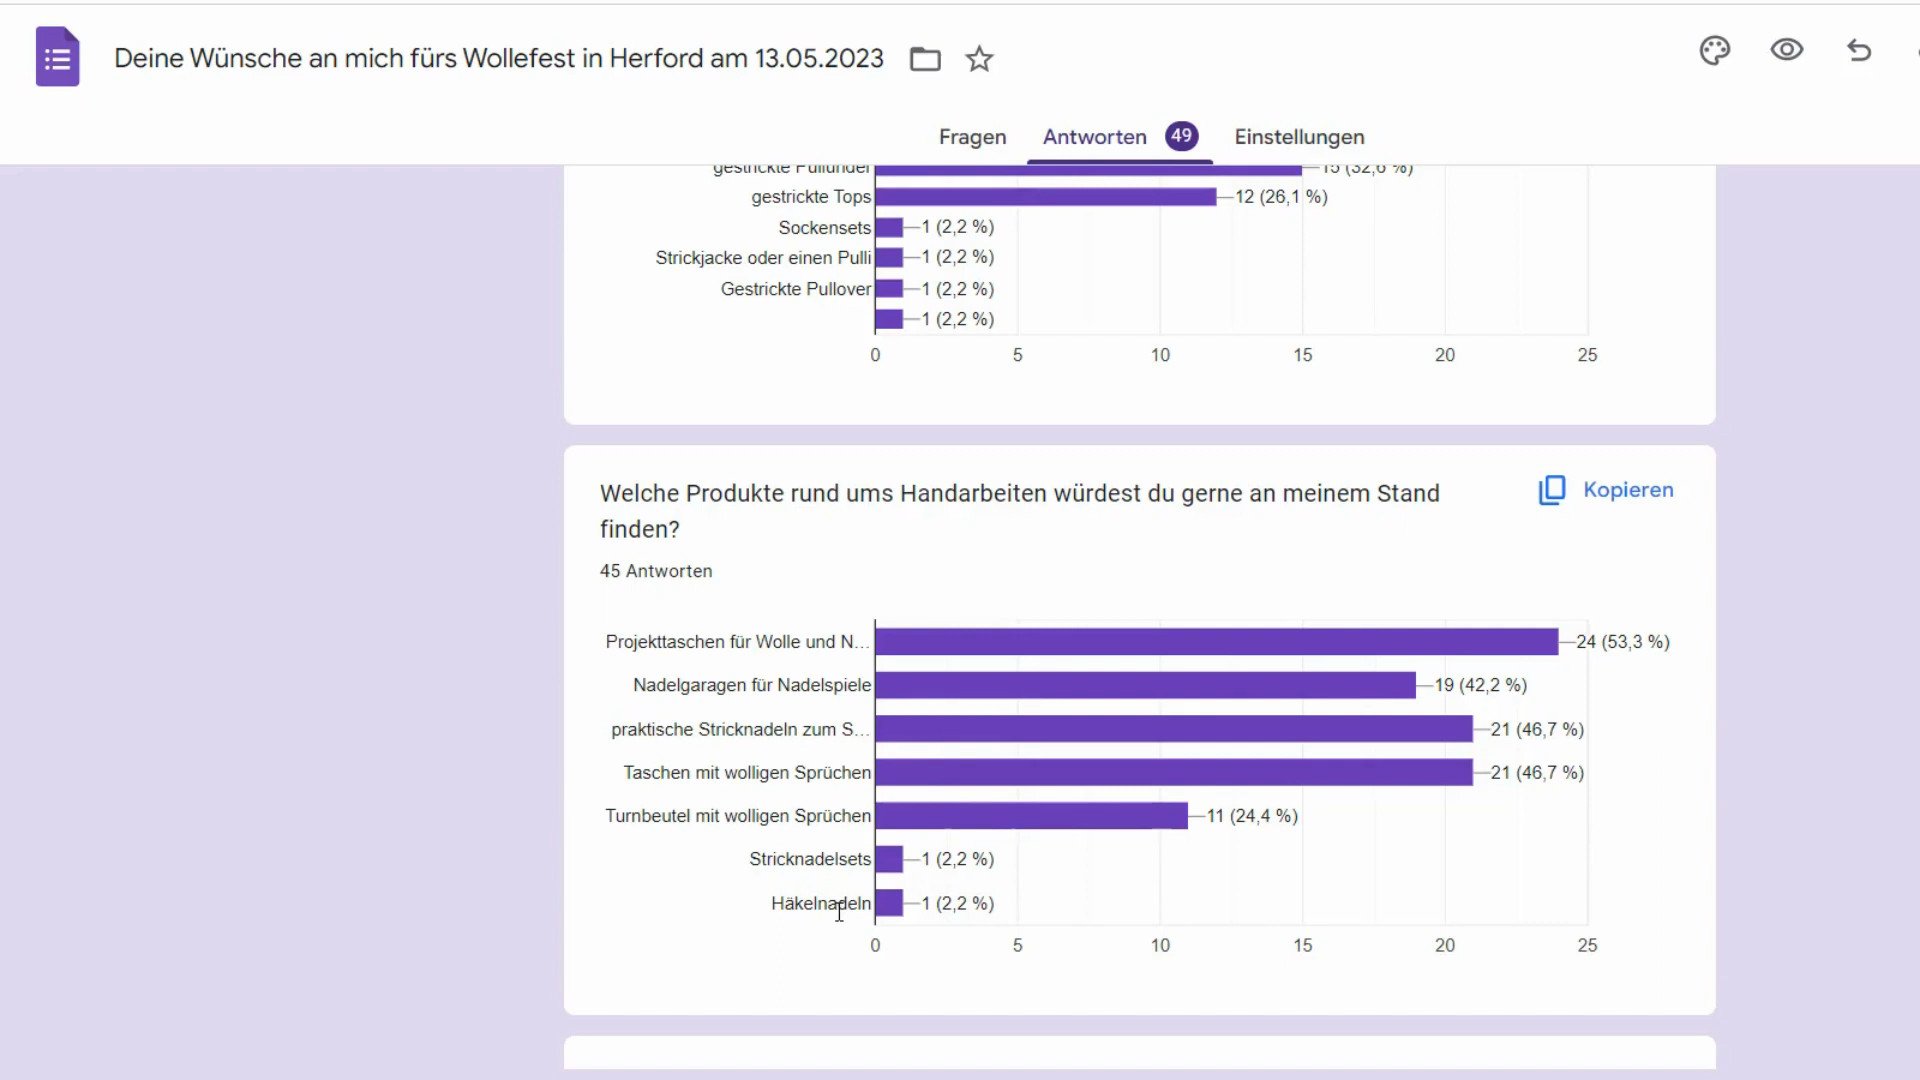 Deine Wünsche an mich fürs Wollefest in Herford am 13.05.2023
Fragen Antworten 49 Einstellungen
gestrickte Pullunder 15 (32,6 %)
gestrickte Tops 12 (26,1 %)
Sockensets 1 (2,2 %)
Strickjacke oder einen Pulli 1 (2,2 %)
Gestrickte Pullover 1 (2,2 %)
1 (2,2 %)
0 5 10 15 20 25
Welche Produkte rund ums Handarbeiten würdest du gerne an meinem Stand
finden?
Kopieren
45 Antworten
Projekttaschen für Wolle und N... 24 (53,3 %)
Nadelgaragen für Nadelspiele 19 (42,2 %)
praktische Stricknadeln zum S... 21 (46,7 %)
Taschen mit wolligen Sprüchen 21 (46,7 %)
Turnbeutel mit wolligen Sprüchen 11 (24,4 %)
Stricknadelsets 1 (2,2 %)
Häkelnadeln 1 (2,2 %)
0 5 10 15 20 25